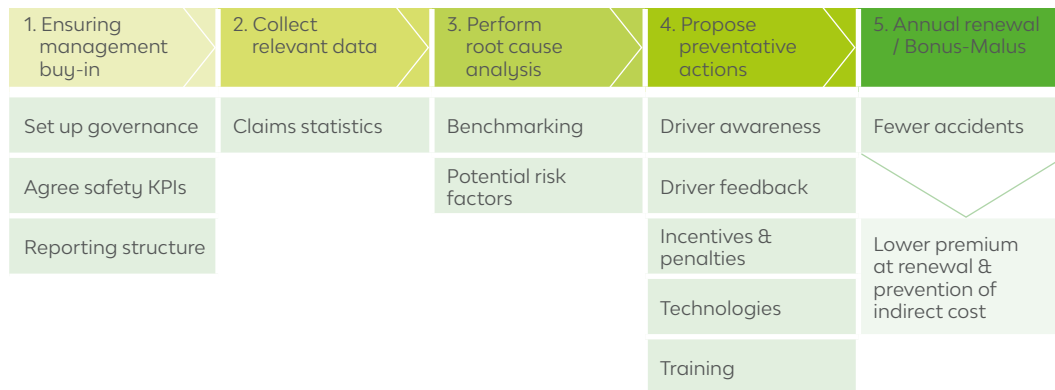 1. Ensuring
management
buy-in
2. Collect
relevant data
3. Perform
root cause
analysis
4. Propose
preventative
actions
5. Annual renewal
/ Bonus-Malus
Set up governance
Claims statistics
Benchmarking
Driver awareness
Fewer accidents
Agree safety KPIs
Potential risk
factors
Driver feedback
Reporting structure
Incentives &
penalties
Lower premium
at renewal &
prevention of
indirect cost
Technologies
Training